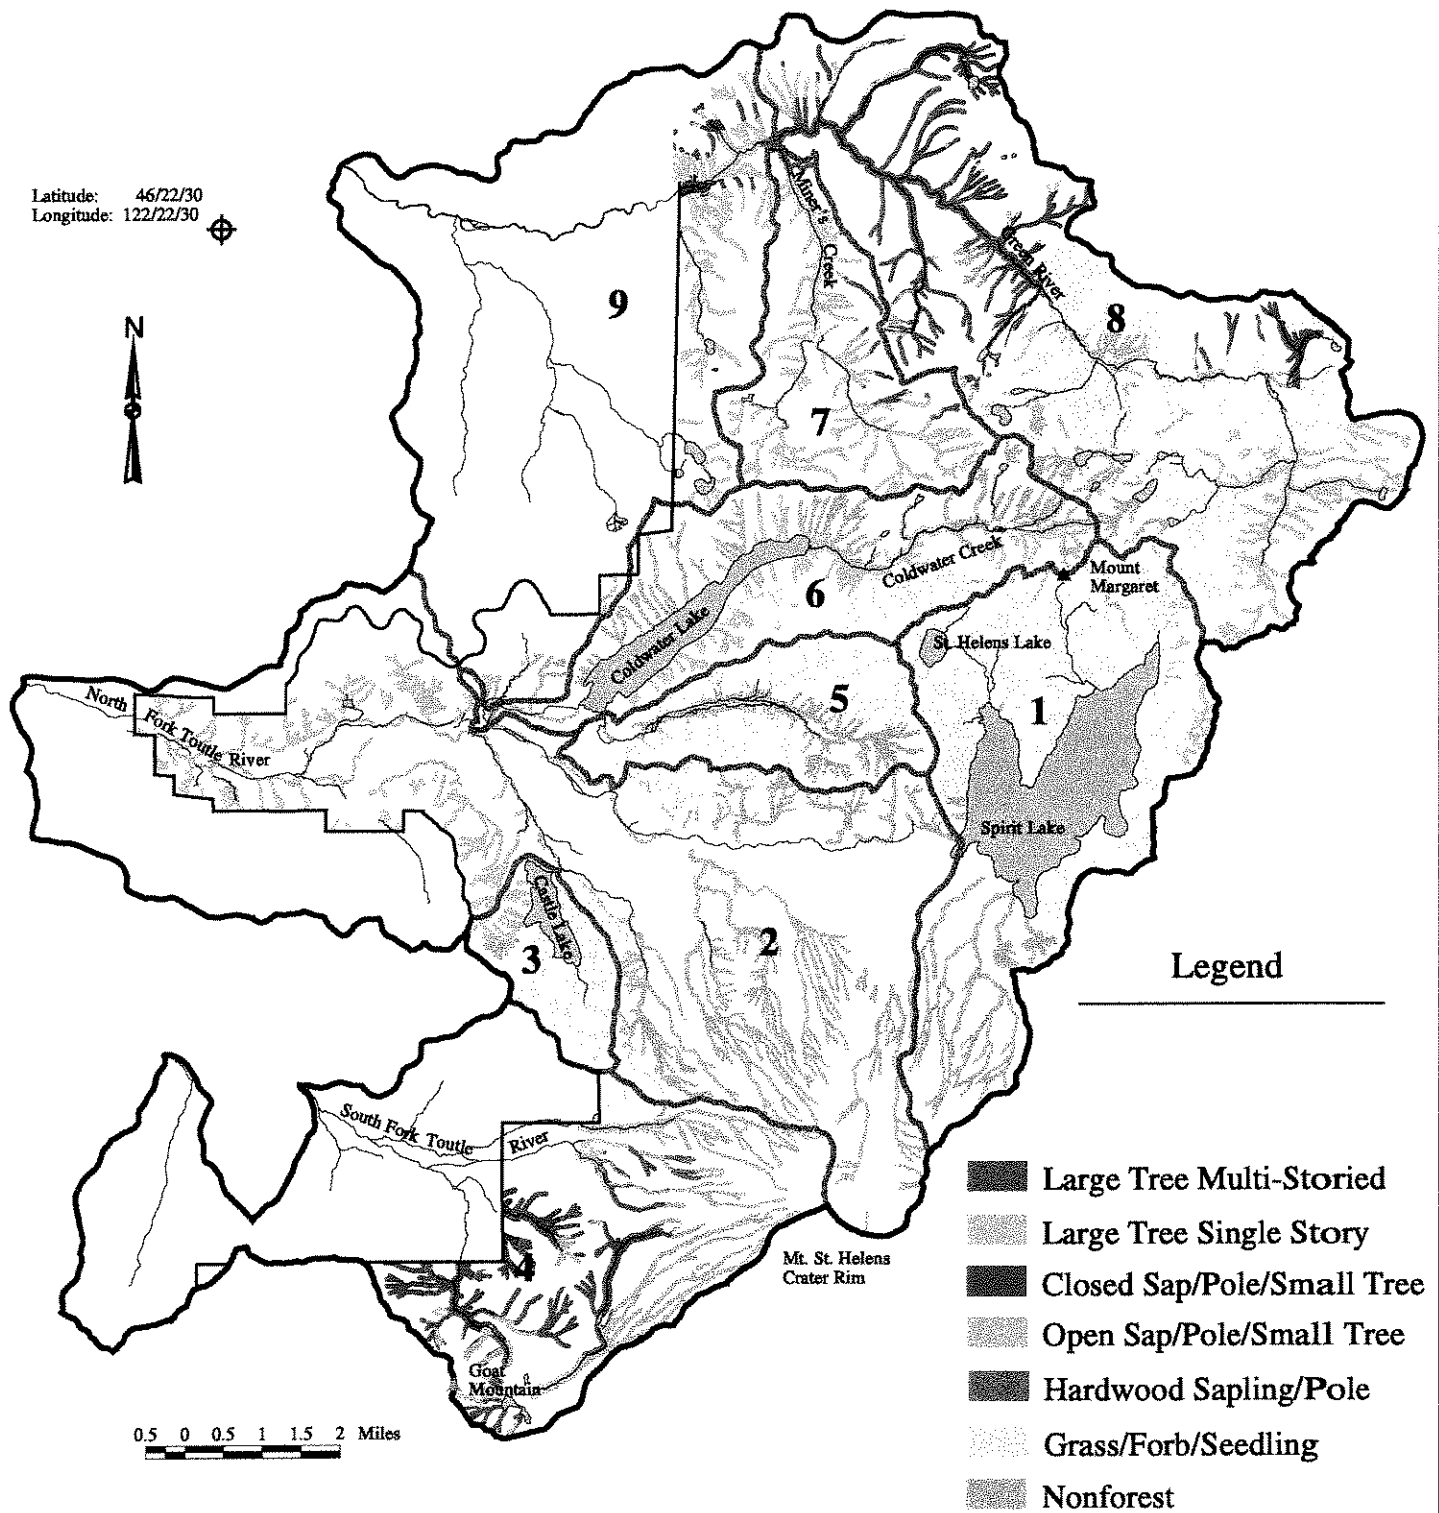 Latitude: 46/22/30
Longitude: 122/22/30
N
Miner's
Creek
Green River
9
8
7
Coldwater Creek
Mount
Margaret
6
Coldwater Lake
St. Helens Lake
5
1
North Fork Toutle River
Spirit Lake
Castle Lake
3
2
Legend
South Fork Toutle River
Large Tree Multi-Storied
Large Tree Single Story
Mt. St. Helens
Crater Rim
4
Closed Sap/Pole/Small Tree
Open Sap/Pole/Small Tree
Goat
Mountain
Hardwood Sapling/Pole
0.5 0 0.5 1 1.5 2 Miles
Grass/Forb/Seedling
Nonforest